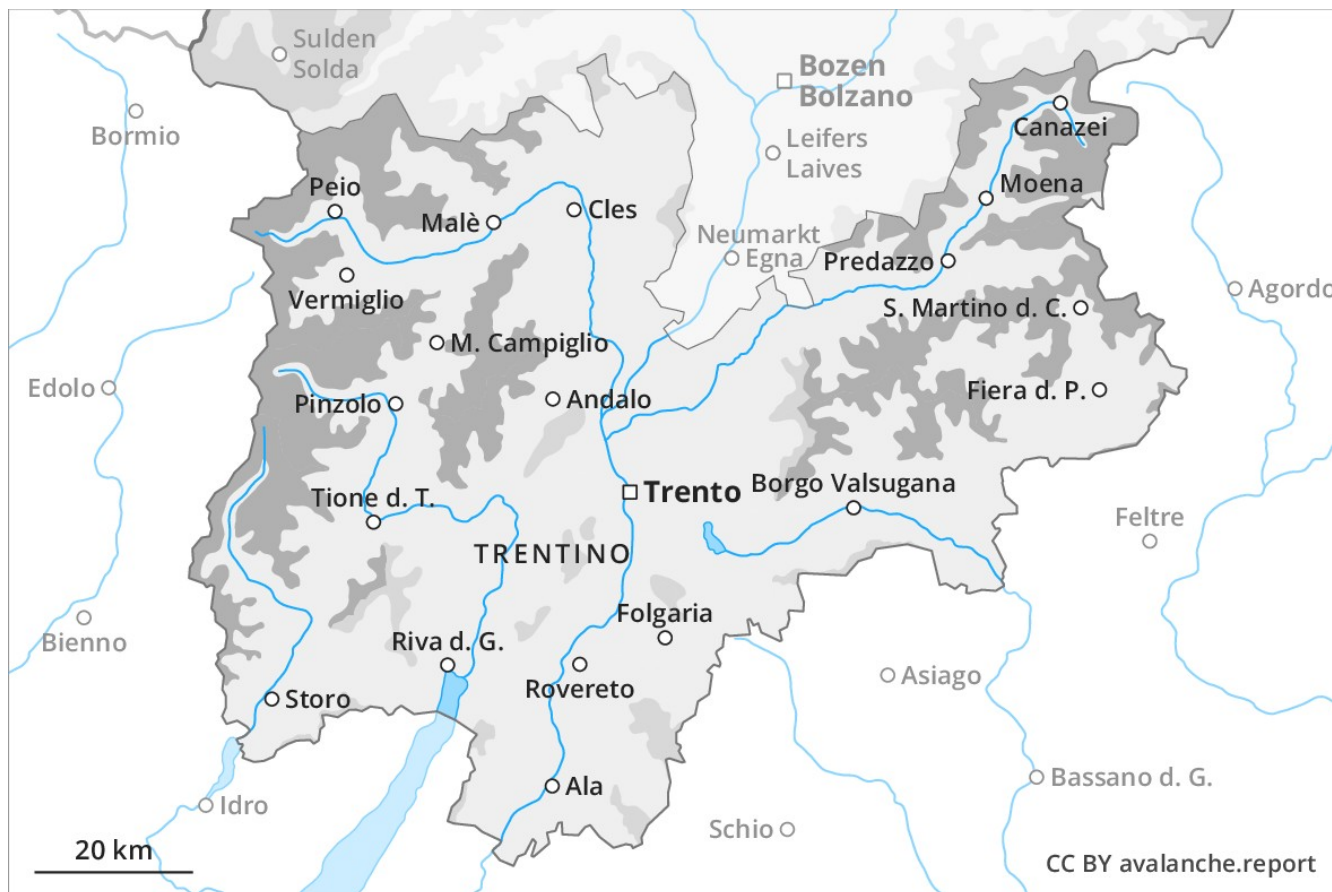 Sulden
Solda
Bozen
Bolzano
Bormio
Canazei
Leifers
Laives
Peio
Moena
Malè
Cles
Neumarkt
Egna
Predazzo
Vermiglio
Agordo
S. Martino d. C.
M. Campiglio
Edolo
Pinzolo
Andalo
Fiera d. P.
Trento
Borgo Valsugana
Tione d. T.
Feltre
TRENTINO
Folgaria
Bienno
Riva d. G.
Asiago
Rovereto
Storo
Bassano d. G.
Ala
Idro
Schio
20 km
CC BY avalanche.report